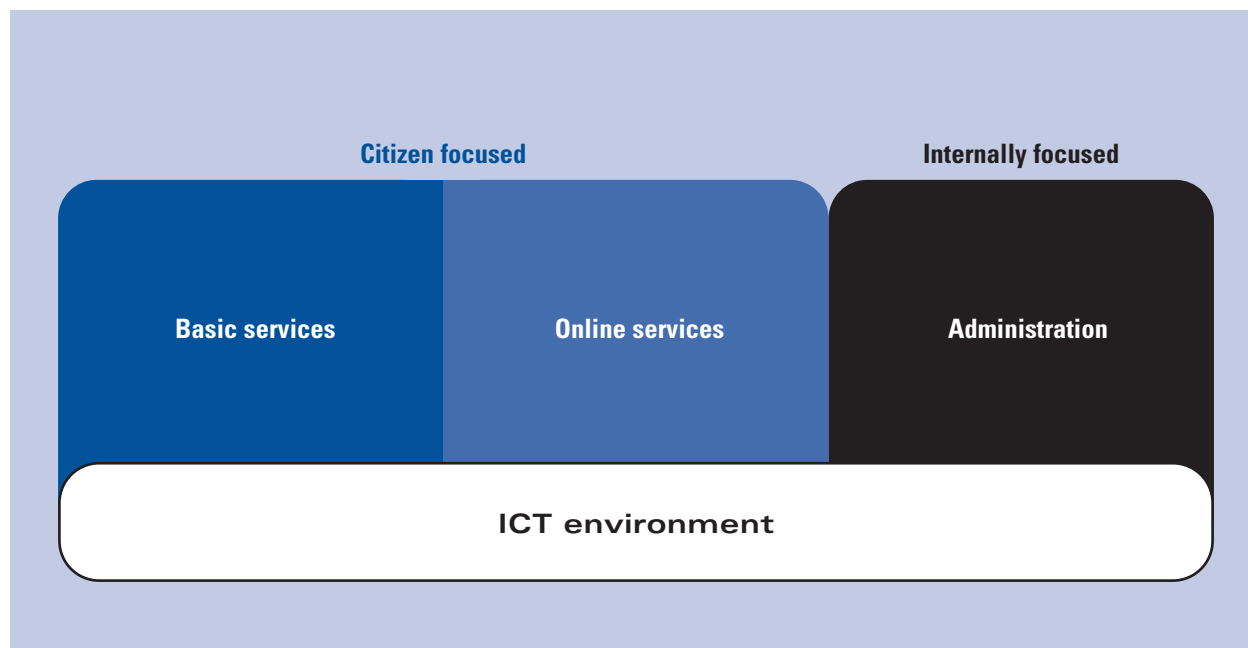 Citizen focused
Internally focused
Basic services
Online services
Administration
ICT environment